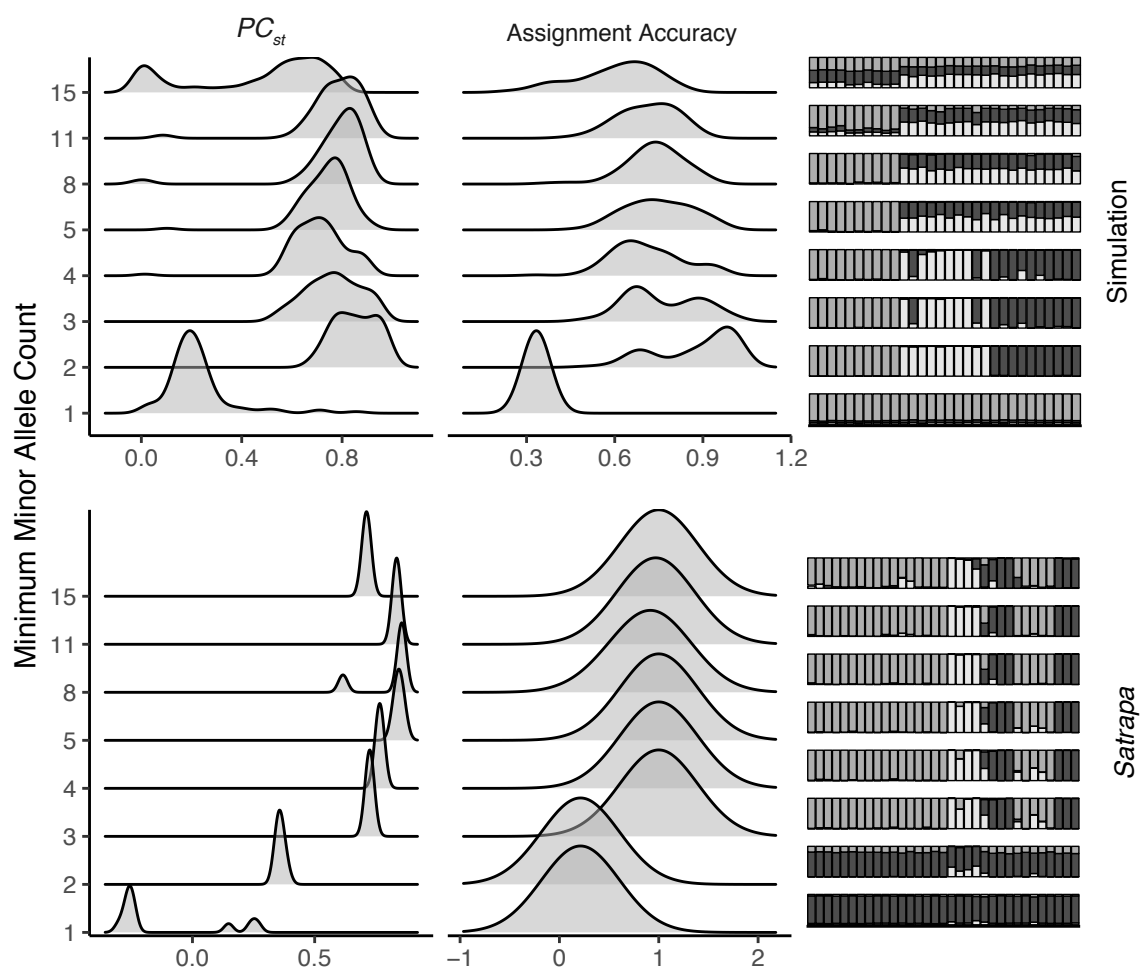 PCst
Assignment Accuracy
15
11
8
5
4
3
2
1
0.0 0.4 0.8
0.3 0.6 0.9 1.2
Simulation
Minimum Minor Allele Count
15
11
8
5
4
3
2
1
0.0 0.5
−1 0 1 2
Satrapa